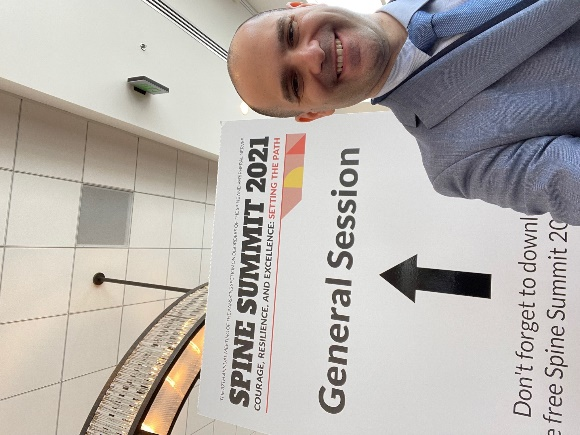 SPINE SUMMIT 2021
COURAGE, RESILIENCE, AND EXCELLENCE: SETTING THE PATH
General Session
Don't forget to downl
e free Spine Summit 20